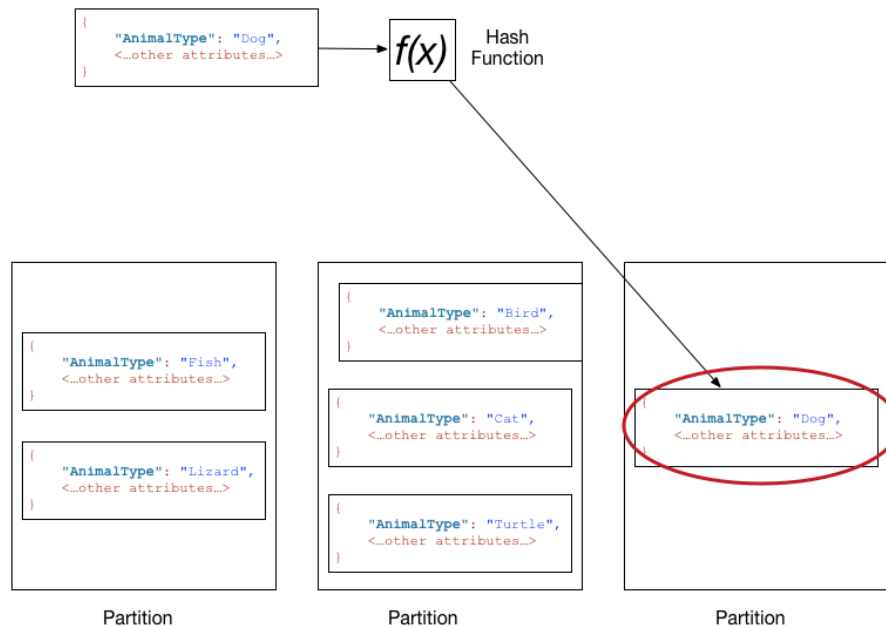 {
"AnimalType": "Dog",
<…other attributes…>
}
f(x)
Hash
Function
{
"AnimalType": "Fish",
<…other attributes…>
}
{
"AnimalType": "Lizard",
<…other attributes…>
}
Partition
{
"AnimalType": "Bird",
<…other attributes…>
}
{
"AnimalType": "Cat",
<…other attributes…>
}
{
"AnimalType": "Turtle",
<…other attributes…>
}
Partition
{
"AnimalType": "Dog",
<…other attributes…>
}
Partition